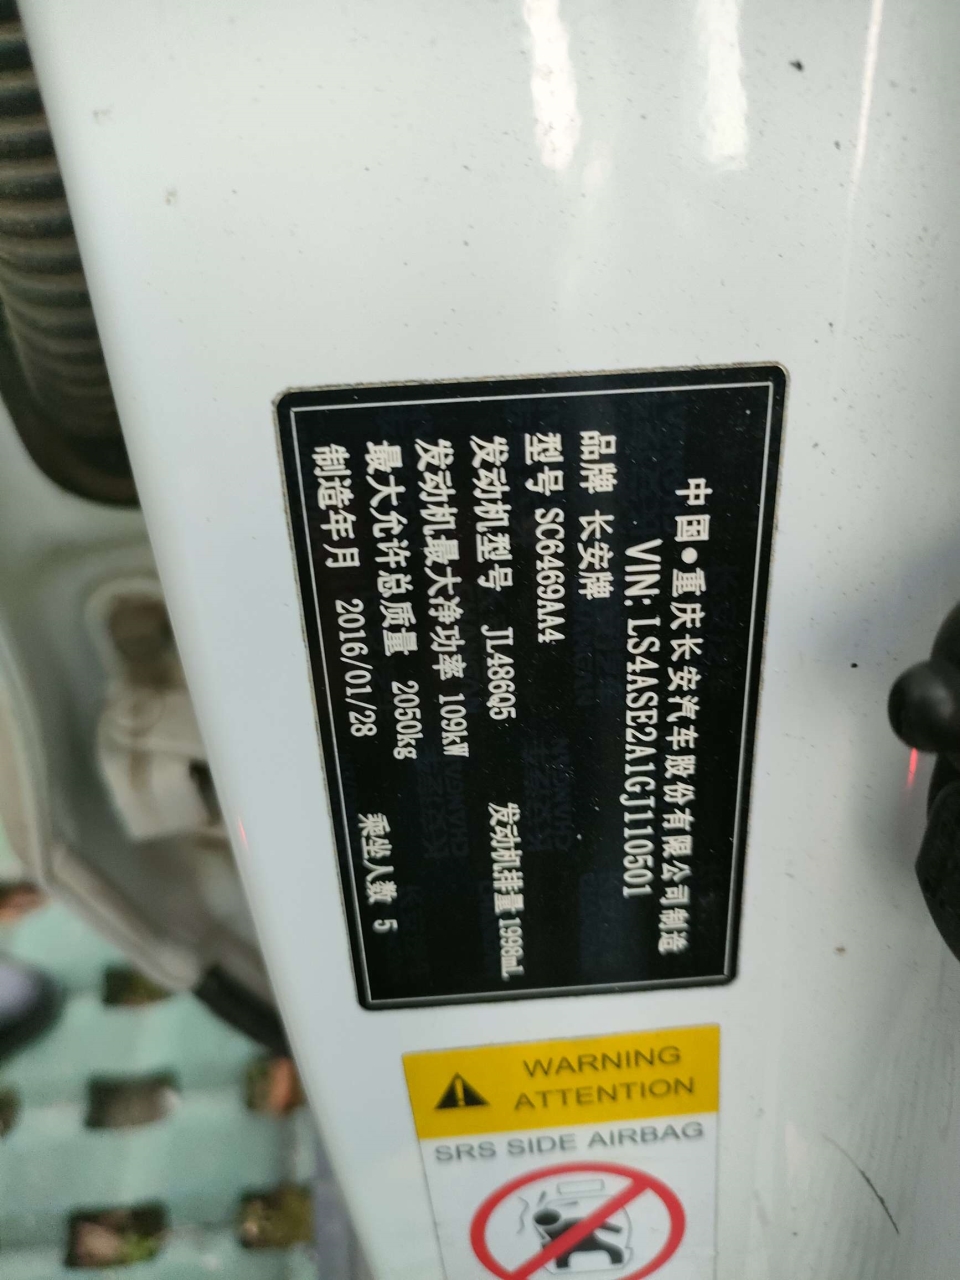 中国•重庆长安汽车股份有限公司制造
VIN:LS4ASE2A1GJ110501
品牌 长安牌
型号 SC6469AA4
发动机型号 JL486Q5 发动机排量 1998mL
发动机最大净功率 109kW
最大允许总质量 2050kg 乘坐人数 5
制造年月 2016/01/28
WARNING
ATTENTION
SRS SIDE AIRBAG